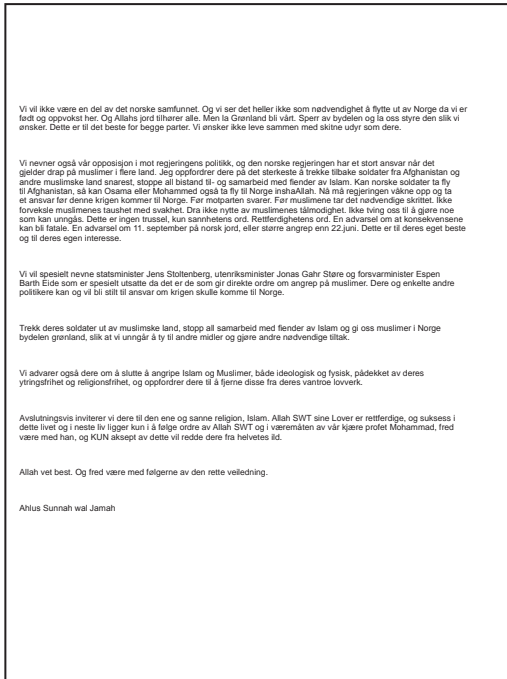 Vi vil ikke være en del av det norske samfunnet. Og vi ser det heller ikke som nødvendighet å flytte ut av Norge da vi er
født og oppvokst her. Og Allahs jord tilhører alle. Men la Grønland bli vårt. Sperr av bydelen og la oss styre den slik vi
ønsker. Dette er til det beste for begge parter. Vi ønsker ikke leve sammen med skitne udyr som dere.
Vi nevner også vår opposisjon i mot regjeringens politikk, og den norske regjeringen har et stort ansvar når det
gjelder drap på muslimer i flere land. Jeg oppfordrer dere på det sterkeste å trekke tilbake soldater fra Afghanistan og
andre muslimske land snarest, stoppe all bistand til- og samarbeid med fiender av Islam. Kan norske soldater ta fly
til Afghanistan, så kan Osama eller Mohammed også ta fly til Norge inshaAllah. Nå må regjeringen våkne opp og ta
et ansvar før denne krigen kommer til Norge. Før motparten svarer. Før muslimene tar det nødvendige skrittet. Ikke
forveksle muslimenes taushet med svakhet. Dra ikke nytte av muslimenes tålmodighet. Ikke tving oss til å gjøre noe
som kan unngås. Dette er ingen trussel, kun sannhetens ord. Rettferdighetens ord. En advarsel om at konsekvensene
kan bli fatale. En advarsel om 11. september på norsk jord, eller større angrep enn 22.juni. Dette er til deres eget beste
og til deres egen interesse.
Vi vil spesielt nevne statsminister Jens Stoltenberg, utenriksminister Jonas Gahr Støre og forsvarminister Espen
Barth Eide som er spesielt utsatte da det er de som gir direkte ordre om angrep på muslimer. Dere og enkelte andre
politikere kan og vil bli stilt til ansvar om krigen skulle komme til Norge.
Trekk deres soldater ut av muslimske land, stopp all samarbeid med fiender av Islam og gi oss muslimer i Norge
bydelen grønland, slik at vi unngår å ty til andre midler og gjøre andre nødvendige tiltak.
Vi advarer også dere om å slutte å angripe Islam og Muslimer, både ideologisk og fysisk, pådekket av deres
ytringsfrihet og religionsfrihet, og oppfordrer dere til å fjerne disse fra deres vantroe lovverk.
Avslutningsvis inviterer vi dere til den ene og sanne religion, Islam. Allah SWT sine Lover er rettferdige, og suksess i
dette livet og i neste liv ligger kun i å følge ordre av Allah SWT og i væremåten av vår kjære profet Mohammad, fred
være med han, og KUN aksept av dette vil redde dere fra helvetes ild.
Allah vet best. Og fred være med følgerne av den rette veiledning.
Ahlus Sunnah wal Jamah